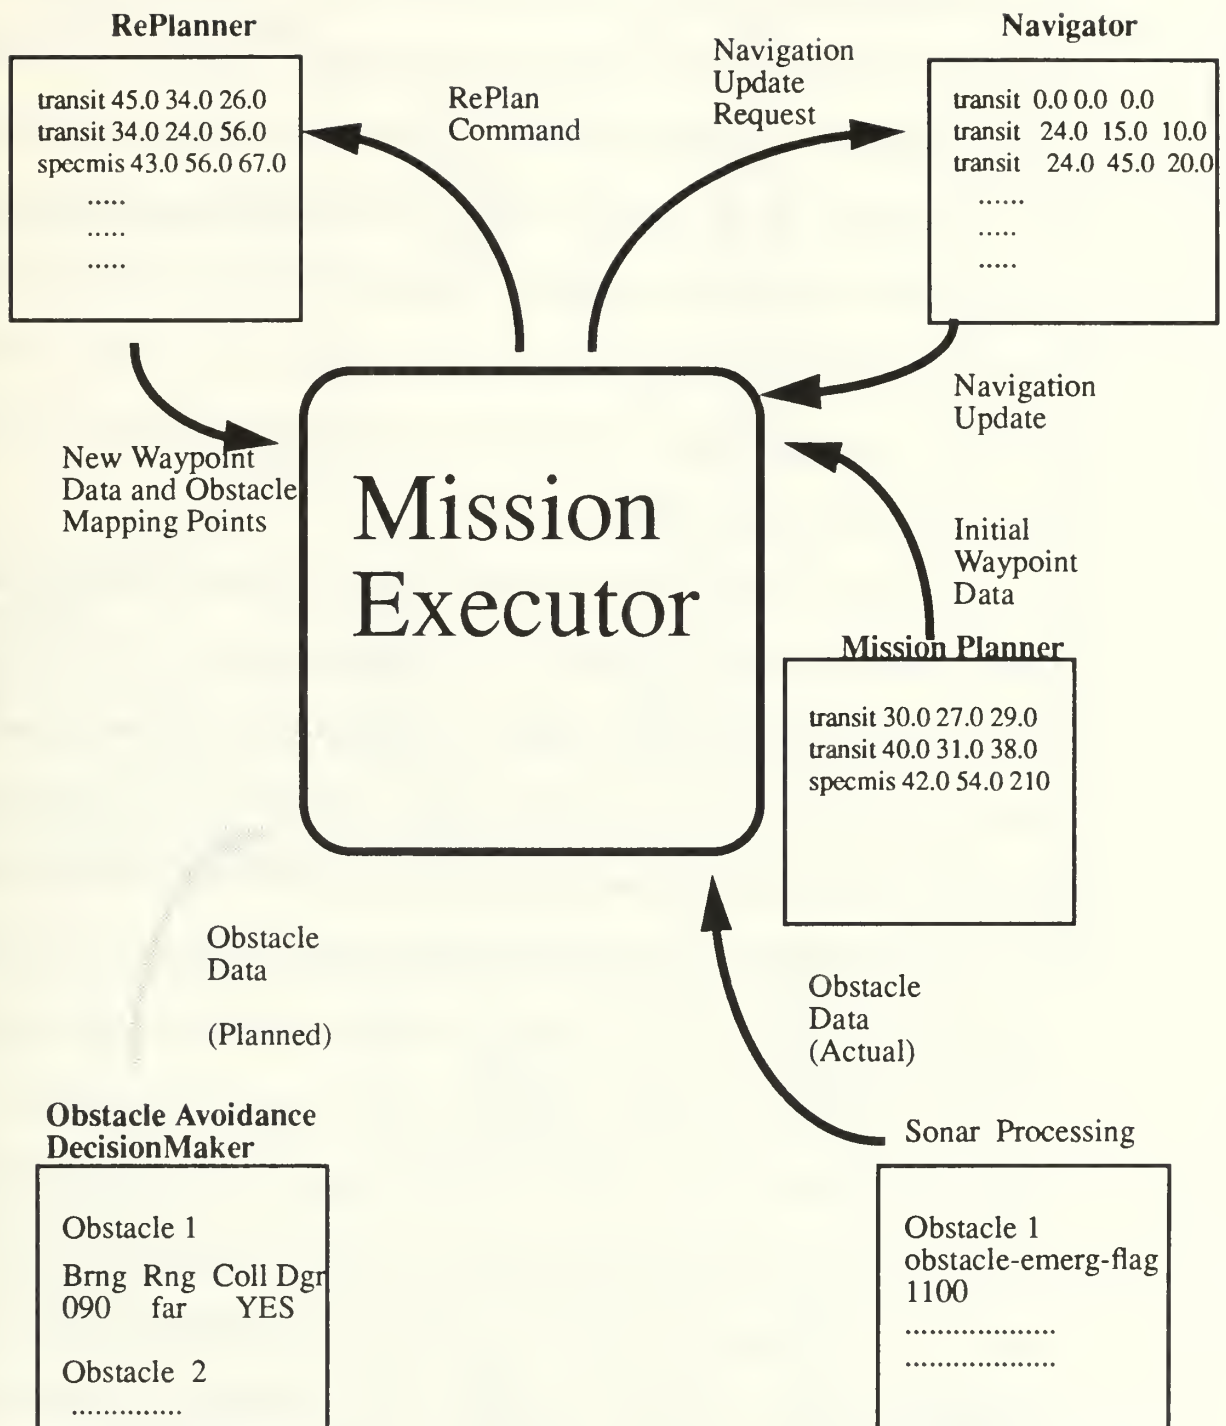 RePlanner
transit 45.0 34.0 26.0
transit 34.0 24.0 56.0
specmis 43.0 56.0 67.0
.....
.....
.....
RePlan
Command
Navigation
Update
Request
Navigator
transit 0.0 0.0 0.0
transit 24.0 15.0 10.0
transit 24.0 45.0 20.0
......
.....
.....
New Waypoint
Data and Obstacle
Mapping Points
Mission
Executor
Navigation
Update
Initial
Waypoint
Data
Mission Planner
transit 30.0 27.0 29.0
transit 40.0 31.0 38.0
specmis 42.0 54.0 210
Obstacle
Data
(Planned)
Obstacle
Data
(Actual)
Obstacle Avoidance
DecisionMaker
Obstacle 1
Brng Rng Coll Dgr
090 far YES
Obstacle 2
..............
Sonar Processing
Obstacle 1
obstacle-emerg-flag
1100
...................
...................